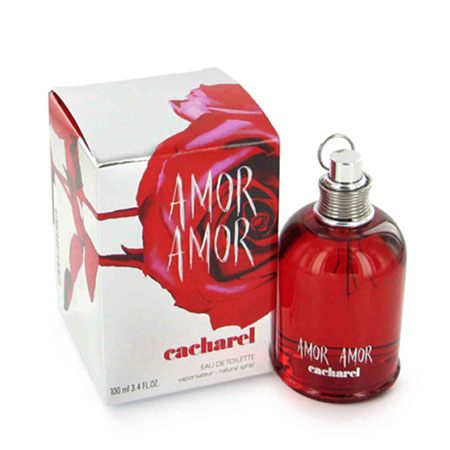 AMOR
AMOR
cacharel
EAU DE TOILETTE
vaporisateur - natural spray
100 ml 3.4 FL.OZ.
AMOR AMOR
cacharel